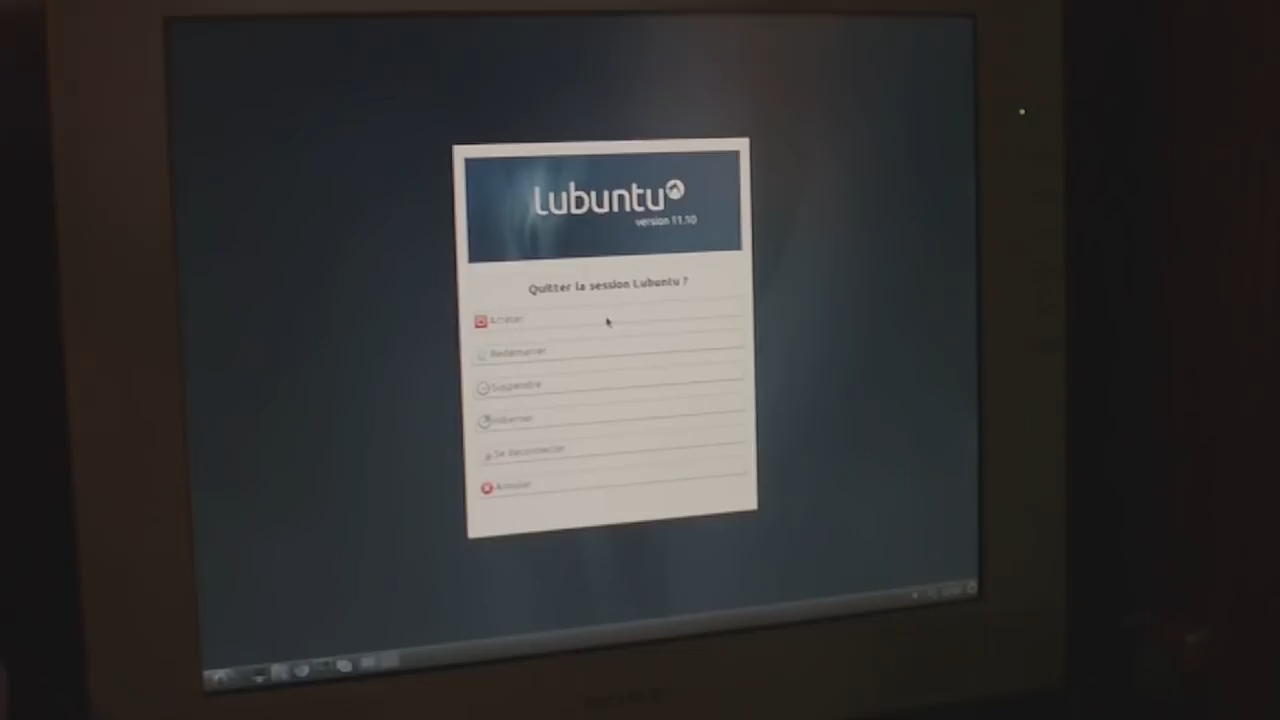 lubuntu
version 11.10
Quitter la session Lubuntu ?
Arrêter
Redémarrer
Suspendre
Hiberner
Se déconnecter
Annuler